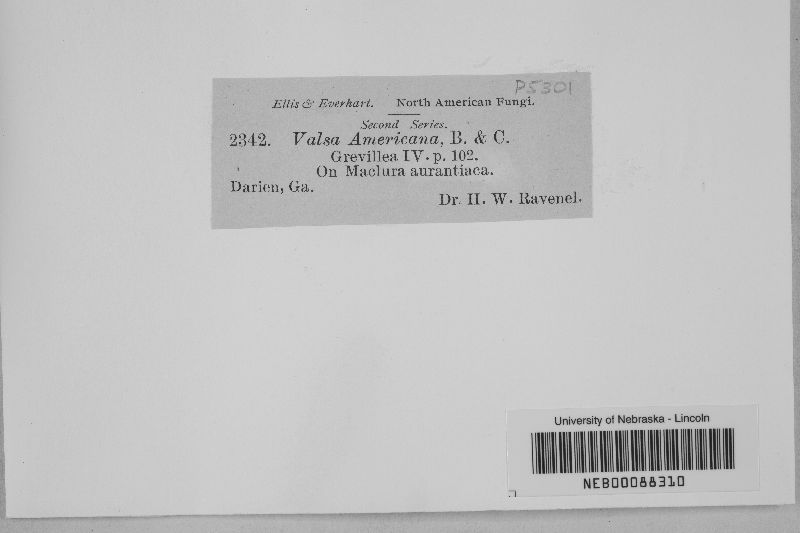 P5301
Ellis & Everhart. North American Fungi.
Second Series.
2342. Valsa Americana, B. & C.
Grevillea IV. p. 102.
On Maclura aurantiaca.
Darien, Ga.
Dr. H. W. Ravenel.
University of Nebraska - Lincoln
NEB00088310